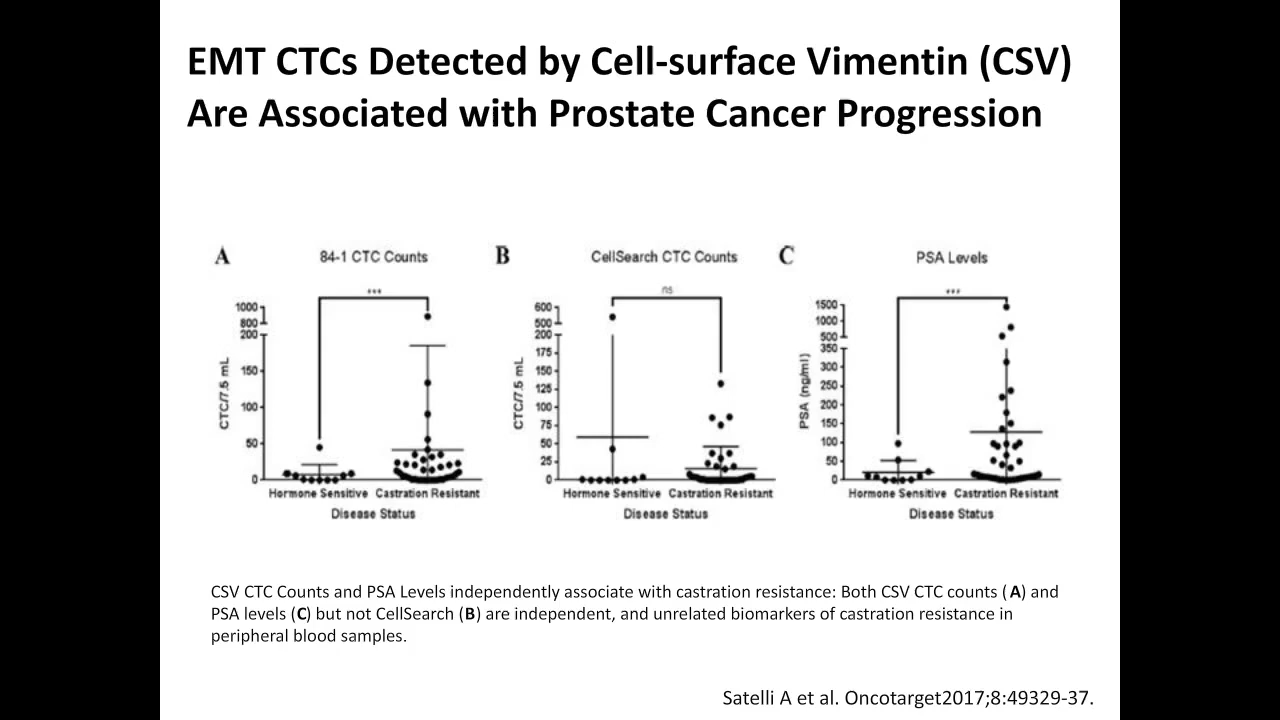 EMT CTCs Detected by Cell-surface Vimentin (CSV)
Are Associated with Prostate Cancer Progression
A
84-1 CTC Counts
***
1000
800
200
150
100
50
0
CTC/7.5 mL
Hormone Sensitive
Castration Resistant
Disease Status
B
CellSearch CTC Counts
ns
600
500
200
175
150
125
100
75
50
25
0
CTC/7.5 mL
Hormone Sensitive
Castration Resistant
Disease Status
C
PSA Levels
***
1500
1000
500
350
300
250
200
150
100
50
0
PSA (ng/ml)
Hormone Sensitive
Castration Resistant
Disease Status
CSV CTC Counts and PSA Levels independently associate with castration resistance: Both CSV CTC counts (A) and
PSA levels (C) but not CellSearch (B) are independent, and unrelated biomarkers of castration resistance in
peripheral blood samples.
Satelli A et al. Oncotarget2017;8:49329-37.